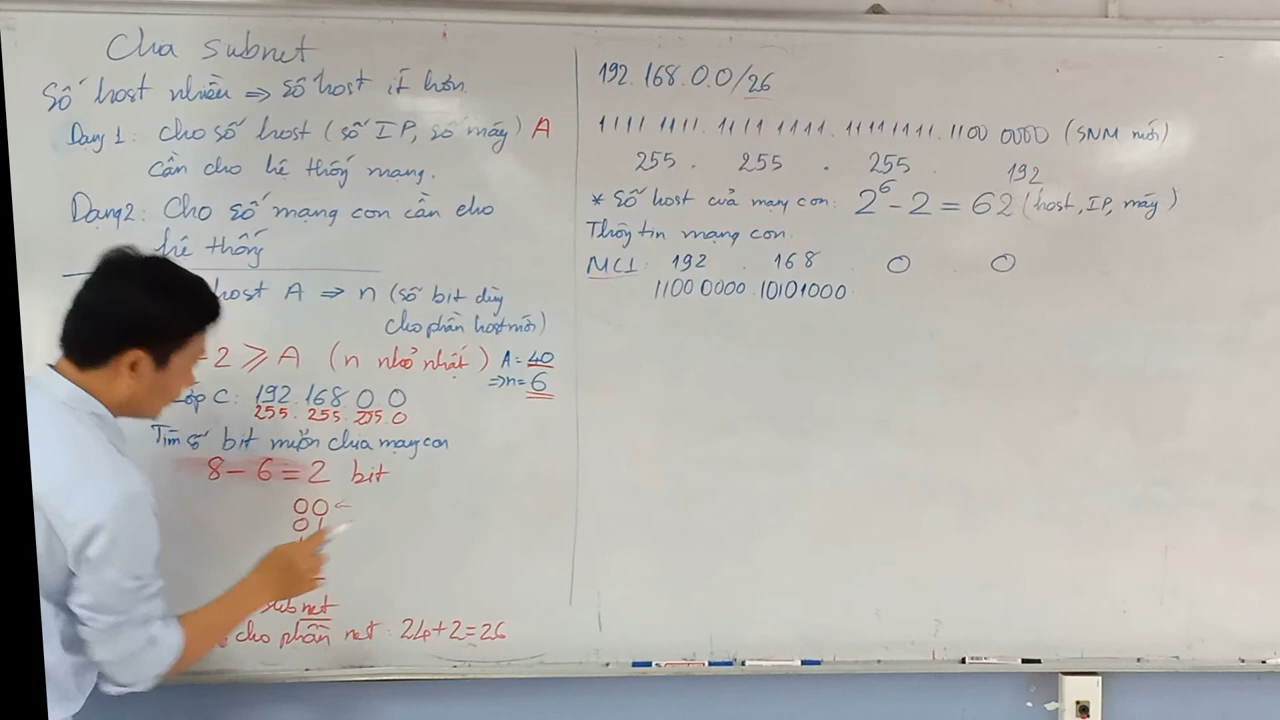 Chia subnet
Số host nhiều ⇒ số host ít hơn.
Dạng 1: Cho số host (số IP, số máy) A
cần cho hệ thống mạng.
Dạng 2: Cho số mạng con cần cho
hệ thống
host A ⇒ n (số bit dùng
cho phần host mới)
- 2 ⩾ A (n nhỏ nhất) A = 40
⇒ n = 6
Lớp C: 192.168.0.0
255.255.255.0
Tìm số bit mượn chia mạng con
8 - 6 = 2 bit
00 ←
01
subnet
cho phần net: 24+2=26
192.168.0.0/26
1111 1111. 1111 1111. 11111111. 1100 0000 (SNM mới)
255 . 255 . 255 . 192
* Số host của mạng con: 2^6 - 2 = 62 (host, IP, máy)
Thông tin mạng con.
MC1: 192 . 168 . 0 . 0
1100 0000.10101000.